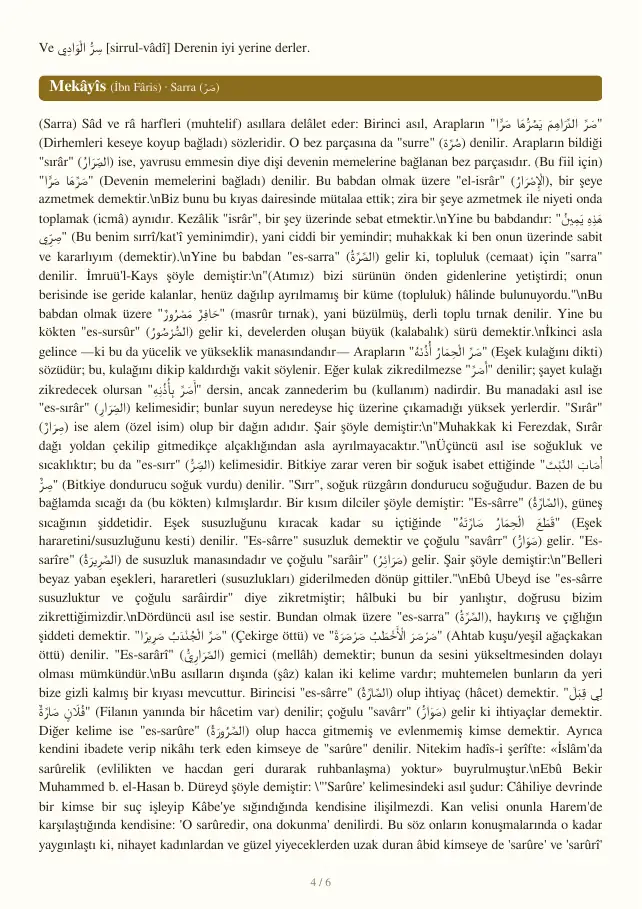 Ve سِرُّ الْوَادِى [sirrul-vâdî] Derenin iyi yerine derler.
Mekâyîs (İbn Fâris) · Sarra (صَرَّ)
(Sarra) Sâd ve râ harfleri (muhtelif) asıllara delâlet eder: Birinci asıl, Arapların "صَرَّ الدَّرَاهِمَ يَصُرُّهَا صَرًّا"
(Dirhemleri keseye koyup bağladı) sözleridir. O bez parçasına da "surre" (صُرَّة) denilir. Arapların bildiği
"sırâr" (الصِّرَارُ) ise, yavrusu emmesin diye dişi devenin memelerine bağlanan bez parçasıdır. (Bu fiil için)
"صَرَّهَا صَرًّا" (Devenin memelerini bağladı) denilir. Bu babdan olmak üzere "el-isrâr" (الْإِصْرَارُ), bir şeye
azmetmek demektir.\nBiz bunu bu kıyas dairesinde mütalaa ettik; zira bir şeye azmetmek ile niyeti onda
toplamak (icmâ) aynıdır. Kezâlik "isrâr", bir şey üzerinde sebat etmektir.\nYine bu babdandır: "هَذِهِ يَمِينٌ
صِرِّى" (Bu benim sırrî/kat'î yeminimdir), yani ciddi bir yemindir; muhakkak ki ben onun üzerinde sabit
ve kararlıyım (demektir).\nYine bu babdan "es-sarra" (الصَّرَّةُ) gelir ki, topluluk (cemaat) için "sarra"
denilir. İmruü'l-Kays şöyle demiştir:\n"(Atımız) bizi sürünün önden gidenlerine yetiştirdi; onun
berisinde ise geride kalanlar, henüz dağılıp ayrılmamış bir küme (topluluk) hâlinde bulunuyordu."\nBu
babdan olmak üzere "حَافِرٌ مَصْرُورٌ" (masrûr tırnak), yani büzülmüş, derli toplu tırnak denilir. Yine bu
kökten "es-sursûr" (الصُّرْصُورُ) gelir ki, develerden oluşan büyük (kalabalık) sürü demektir.\nİkinci asla
gelince —ki bu da yücelik ve yükseklik manasındandır— Arapların "صَرَّ الْحِمَارُ أُذُنَهُ" (Eşek kulağını dikti)
sözüdür; bu, kulağını dikip kaldırdığı vakit söylenir. Eğer kulak zikredilmezse "أَصَرَّ" denilir; şayet kulağı
zikredecek olursan "أَصَرَّ بِأُذُنِهِ" dersin, ancak zannederim bu (kullanım) nadirdir. Bu manadaki asıl ise
"es-sırâr" (الصِّرَارِ) kelimesidir; bunlar suyun neredeyse hiç üzerine çıkamadığı yüksek yerlerdir. "Sırâr"
(صِرَارٌ) ise alem (özel isim) olup bir dağın adıdır. Şair şöyle demiştir:\n"Muhakkak ki Ferezdak, Sırâr
dağı yoldan çekilip gitmedikçe alçaklığından asla ayrılmayacaktır."\nÜçüncü asıl ise soğukluk ve
sıcaklıktır; bu da "es-sırr" (الصِّرُّ) kelimesidir. Bitkiye zarar veren bir soğuk isabet ettiğinde "أَصَابَ النَّبْتَ
صِرٌّ" (Bitkiye dondurucu soğuk vurdu) denilir. "Sırr", soğuk rüzgârın dondurucu soğuğudur. Bazen de bu
bağlamda sıcağı da (bu kökten) kılmışlardır. Bir kısım dilciler şöyle demiştir: "Es-Sârre" (الصَّارَّةُ), güneş
sıcağının şiddetidir. Eşek susuzluğunu kıracak kadar su içtiğinde "قَطَعَ الْحِمَارُ صَارَّتَهُ" (Eşek
hararetini/susuzluğunu kesti) denilir. "Es-sârre" susuzluk demektir ve çoğulu "savârr" (صَوَارُّ) gelir. "Es-
sarîre" (الصَّرِيرَةُ) de susuzluk manasındadır ve çoğulu "sarâir" (صَرَائِرُ) gelir. Şair şöyle demiştir:\n"Belleri
beyaz yaban eşekleri, hararetleri (susuzlukları) giderilmeden dönüp gittiler."\nEbû Ubeyd ise "es-sârre
susuzluktur ve çoğulu sarâirdir" diye zikretmiştir; hâlbuki bu bir yanlıştır, doğrusu bizim
zikrettiğimizdir.\nDördüncü asıl ise sestir. Bundan olmak üzere "es-sarra" (الصَّرَّةُ), haykırış ve çığlığın
şiddeti demektir. "صَرَّ الْجُنْدَبُ صَرِيرًا" (Çekirge öttü) ve "صَرْصَرَ الْأَخْطَبُ صَرْصَرَةً" (Ahtab kuşu/yeşil ağaçkakan
öttü) denilir. "Es-sarârî" (الصَّرَارِيُّ) gemici (mellâh) demektir; bunun da sesini yükseltmesinden dolayı
olması mümkündür.\nBu asılların dışında (şâz) kalan iki kelime vardır; muhtemelen bunların da yeri
bize gizli kalmış bir kıyası mevcuttur. Birincisi "es-sârre" (الصَّارَّةُ) olup ihtiyaç (hâcet) demektir. "لِي قِبَلَ
فُلَانٍ صَارَّةٌ" (Filanın yanında bir hâcetim var) denilir; çoğulu "savârr" (صَوَارُّ) gelir ki ihtiyaçlar demektir.
Diğer kelime ise "es-sarûre" (الصَّرُورَةُ) olup hacca gitmemiş ve evlenmemiş kimse demektir. Ayrıca
kendini ibadete verip nikâhı terk eden kimseye de "sarûre" denilir. Nitekim hadîs-i şerîfte: «İslâm'da
sarûrelik (evlilikten ve hacdan geri durarak ruhbanlaşma) yoktur» buyrulmuştur.\nEbû Bekir
Muhammed b. el-Hasan b. Düreyd şöyle demiştir: \"'Sarûre' kelimesindeki asıl şudur: Câhiliye devrinde
bir kimse bir suç işleyip Kâbe'ye sığındığında kendisine ilişilmezdi. Kan velisi onunla Harem'de
karşılaştığında kendisine: 'O sarûredir, ona dokunma' denilirdi. Bu söz onların konuşmalarında o kadar
yaygınlaştı ki, nihayet kadınlardan ve güzel yiyeceklerden uzak duran âbid kimseye de 'sarûre' ve 'sarûrî'
4 / 6